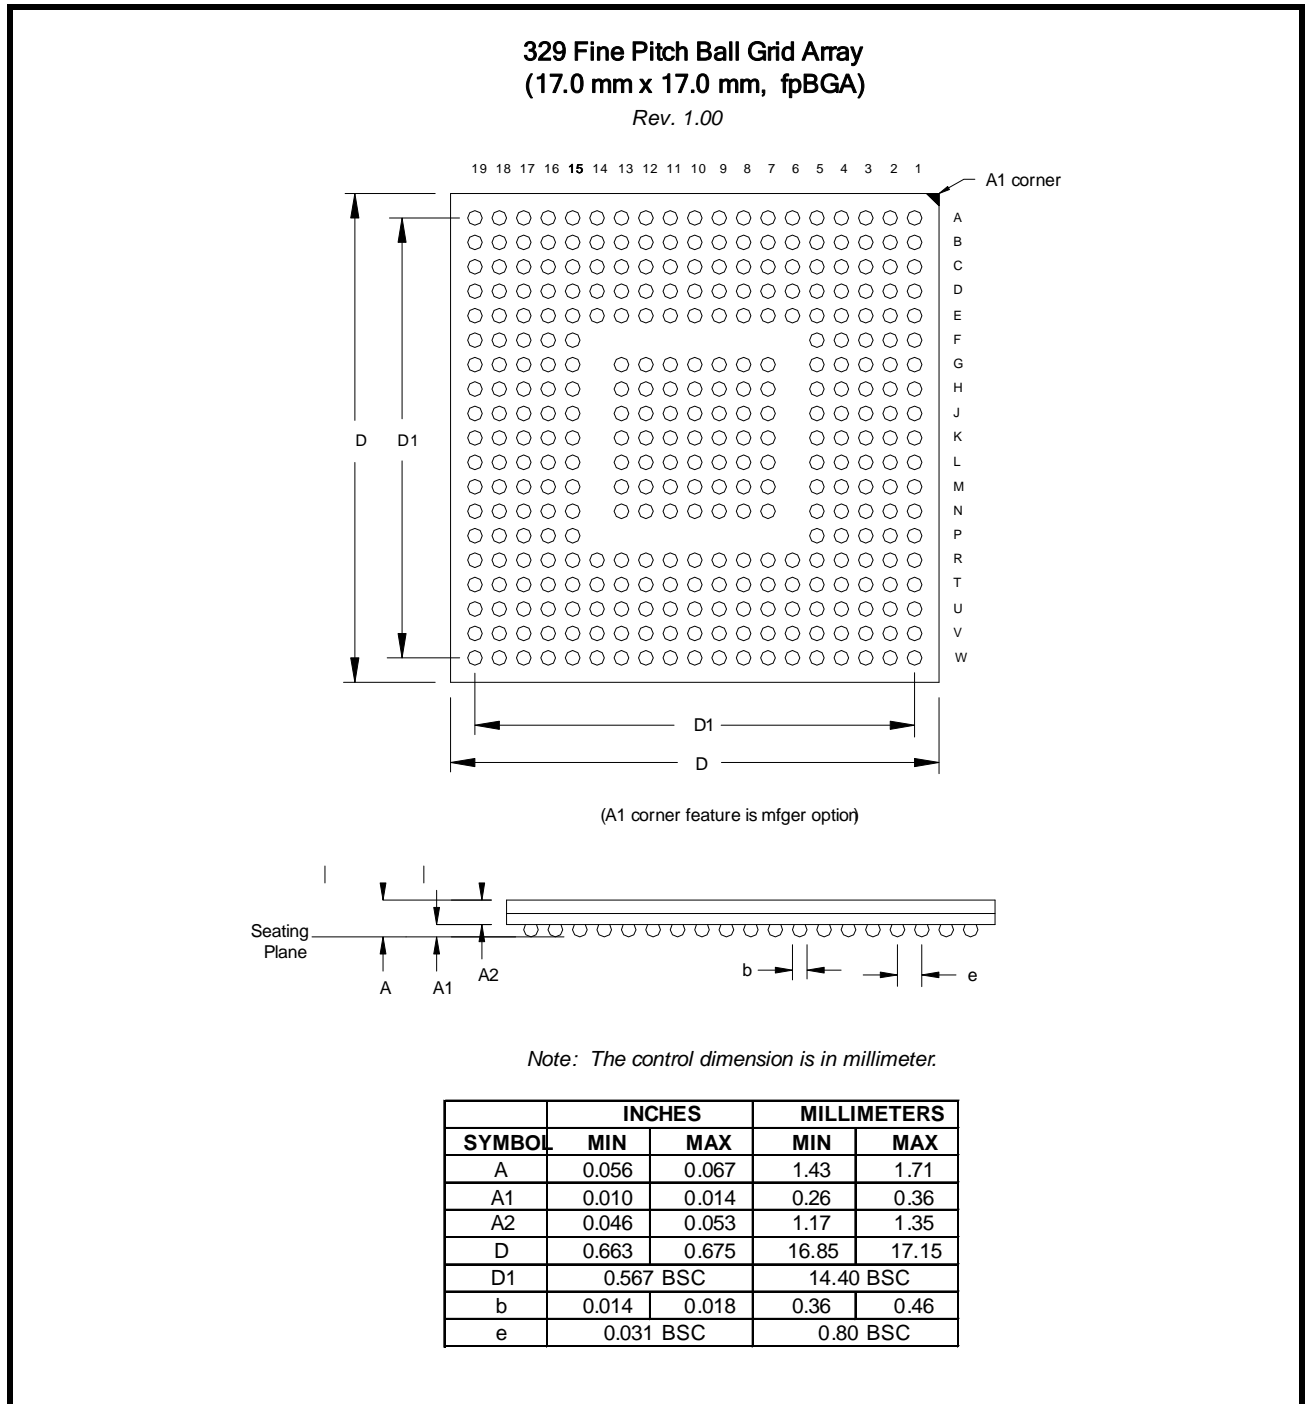 329 Fine Pitch Ball Grid Array
(17.0 mm x 17.0 mm, fpBGA)
Rev. 1.00
19 18 17 16 15 14 13 12 11 10 9 8 7 6 5 4 3 2 1
A1 corner
A
B
C
D
E
F
G
H
J
K
L
M
N
P
R
T
U
V
W
D D1
D1
D
(A1 corner feature is mfger option)
Seating
Plane
A A1 A2 b e
Note: The control dimension is in millimeter.
INCHES MILLIMETERS
SYMBOL MIN MAX MIN MAX
A 0.056 0.067 1.43 1.71
A1 0.010 0.014 0.26 0.36
A2 0.046 0.053 1.17 1.35
D 0.663 0.675 16.85 17.15
D1 0.567 BSC 14.40 BSC
b 0.014 0.018 0.36 0.46
e 0.031 BSC 0.80 BSC